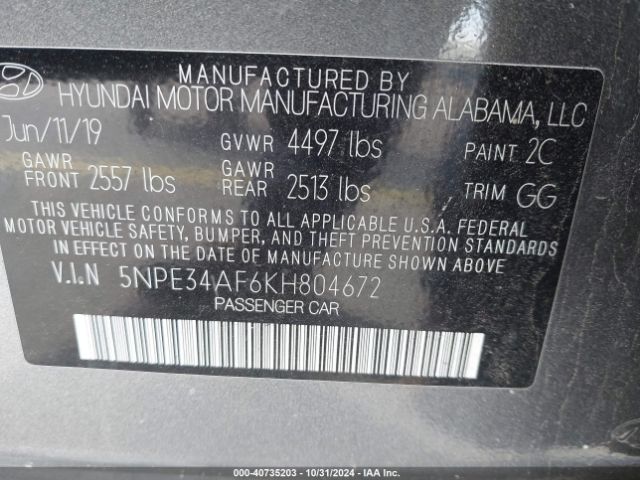 MANUFACTURED BY
HYUNDAI MOTOR MANUFACTURING ALABAMA, LLC
Jun/11/19 GVWR 4497 lbs PAINT 2C
GAWR FRONT 2557 lbs GAWR REAR 2513 lbs TRIM GG
THIS VEHICLE CONFORMS TO ALL APPLICABLE U.S.A. FEDERAL
MOTOR VEHICLE SAFETY, BUMPER, AND THEFT PREVENTION STANDARDS
IN EFFECT ON THE DATE OF MANUFACTURE SHOWN ABOVE.
V.I.N 5NPE34AF6KH804672
PASSENGER CAR
000-40735203 - 10/31/2024 - IAA Inc.